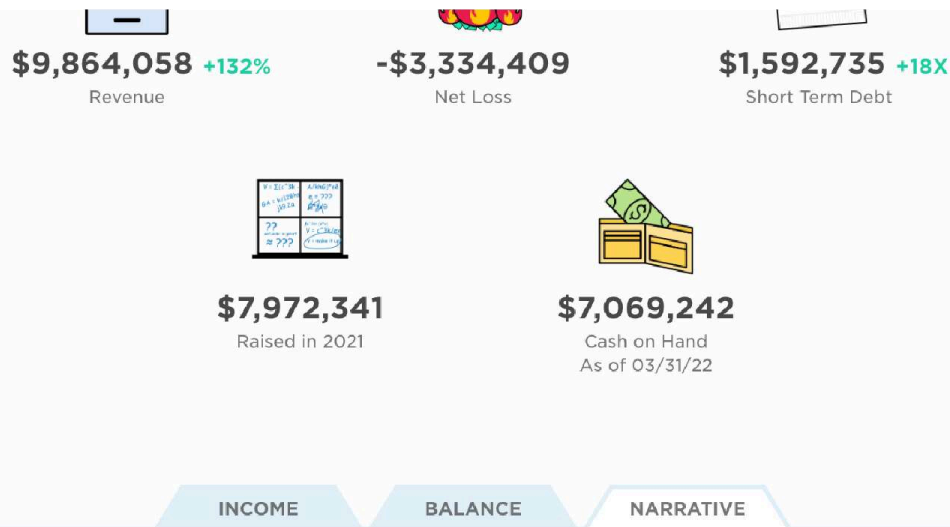 $9,864,058 +132%
Revenue
-$3,334,409
Net Loss
$1,592,735 +18X
Short Term Debt
??
≈ ???
$7,972,341
Raised in 2021
$7,069,242
Cash on Hand
As of 03/31/22
INCOME
BALANCE
NARRATIVE